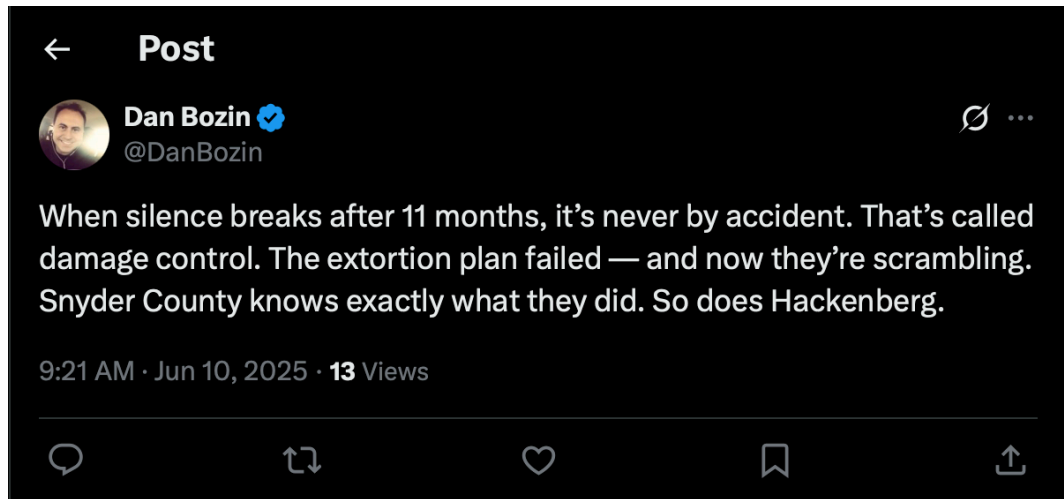 Post
Dan Bozin
@DanBozin
When silence breaks after 11 months, it’s never by accident. That’s called
damage control. The extortion plan failed — and now they’re scrambling.
Snyder County knows exactly what they did. So does Hackenberg.
9:21 AM · Jun 10, 2025 · 13 Views